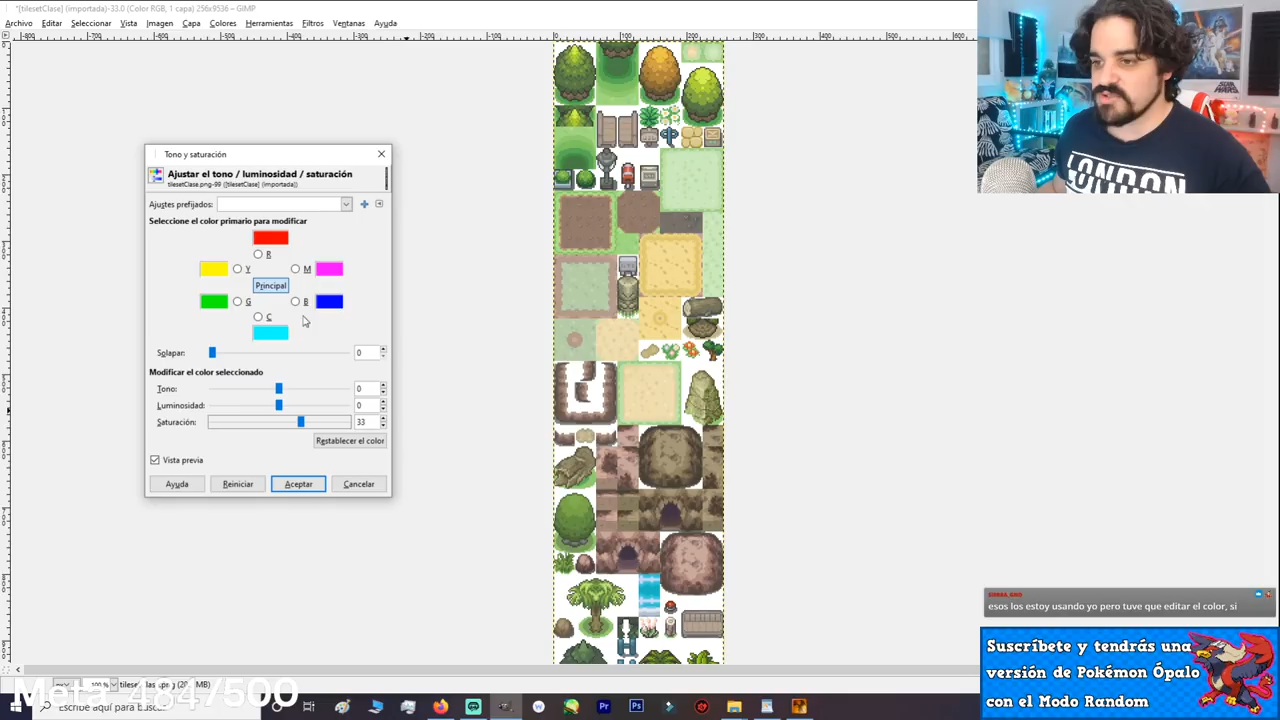 *[tilesetClase] (importada)-33.0 (Color RGB, 1 capa) 256x9536 – GIMP
Archivo Editar Seleccionar Vista Imagen Capa Colores Herramientas Filtros Ventanas Ayuda
Tono y saturación
Ajustar el tono / luminosidad / saturación
tilesetClase.png-99 ([tilesetClase] (importada))
Ajustes prefijados:
Seleccione el color primario para modificar
R
Y M
Principal
G B
C
Solapar: 0
Modificar el color seleccionado
Tono: 0
Luminosidad: 0
Saturación: 33
Restablecer el color
Vista previa
Ayuda Reiniciar Aceptar Cancelar
LONDON
STAR WARS
esos los estoy usando yo pero tuve que editar el color, si
Suscríbete y tendrás una
versión de Pokémon Ópalo
con el Modo Random
Meta 484/500
Escribe aquí para buscar